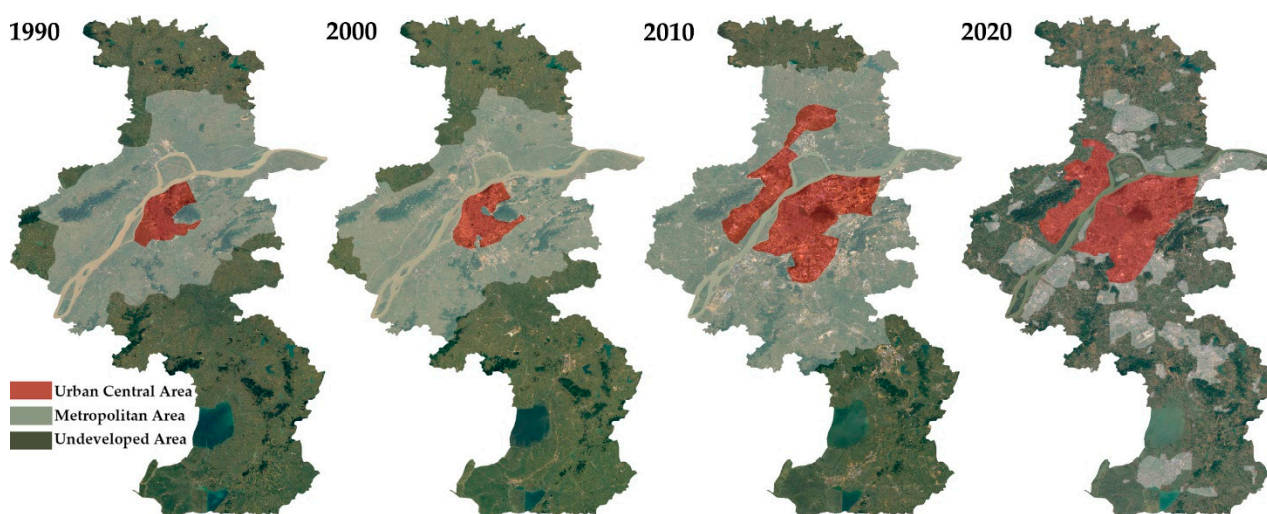 1990
2000
2010
2020
Urban Central Area
Metropolitan Area
Undeveloped Area